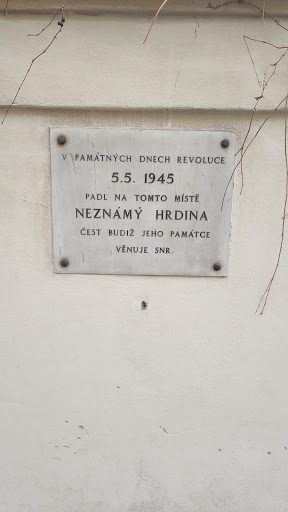 V PAMÁTNÝCH DNECH REVOLUCE
5.5. 1945
PADL NA TOMTO MÍSTĚ
NEZNÁMÝ HRDINA
ČEST BUDIŽ JEHO PAMÁTCE
VĚNUJE SNR.